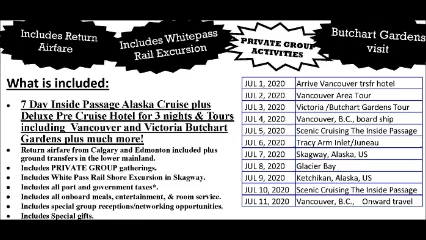 Includes Return
Airfare
Includes Whitepass
Rail Excursion
PRIVATE GROUP
ACTIVITIES
Butchart Gardens
visit
What is included:
• 7 Day Inside Passage Alaska Cruise plus
Deluxe Pre Cruise Hotel for 3 nights & Tours
including Vancouver and Victoria Butchart
Gardens plus much more!
• Return airfare from Calgary and Edmonton included plus
ground transfers in the lower mainland.
• Includes PRIVATE GROUP gatherings.
• Includes White Pass Rail Shore Excursion in Skagway.
• Includes all port and government taxes*.
• Includes all onboard meals, entertainment, & room service.
• Includes special group receptions/networking opportunities.
• Includes Special gifts.
JUL 1, 2020 Arrive Vancouver trsfr hotel
JUL 2, 2020 Vancouver Area Tour
JUL 3, 2020 Victoria /Butchart Gardens Tour
JUL 4, 2020 Vancouver, B.C., board ship
JUL 5, 2020 Scenic Cruising The Inside Passage
JUL 6, 2020 Tracy Arm Inlet/Juneau
JUL 7, 2020 Skagway, Alaska, US
JUL 8, 2020 Glacier Bay
JUL 9, 2020 Ketchikan, Alaska, US
JUL 10, 2020 Scenic Cruising The Inside Passage
JUL 11, 2020 Vancouver, B.C., Onward travel